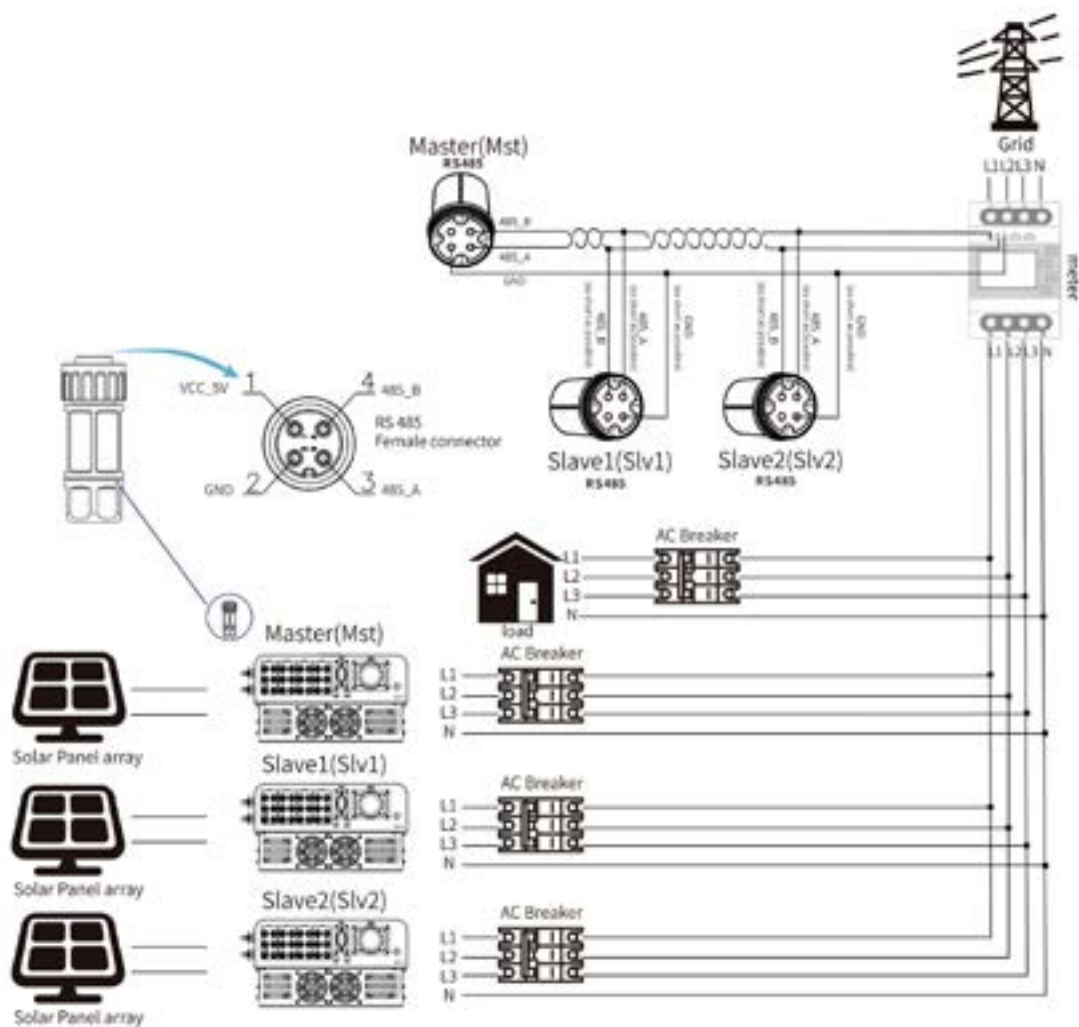 Grid
L1 L2 L3 N
Master(Mst)
RS485
485_B
485_A
GND
meter
485_B
485_A
GND
485_B
485_A
GND
L1 L2 L3 N
VCC_5V 1
4 485_B
RS 485
Female connector
GND 2
3 485_A
Slave1(Slv1)
RS485
Slave2(Slv2)
RS485
AC Breaker
L1
L2
L3
N
load
Master(Mst)
AC Breaker
L1
L2
L3
N
Solar Panel array
Slave1(Slv1)
AC Breaker
L1
L2
L3
N
Solar Panel array
Slave2(Slv2)
AC Breaker
L1
L2
L3
N
Solar Panel array